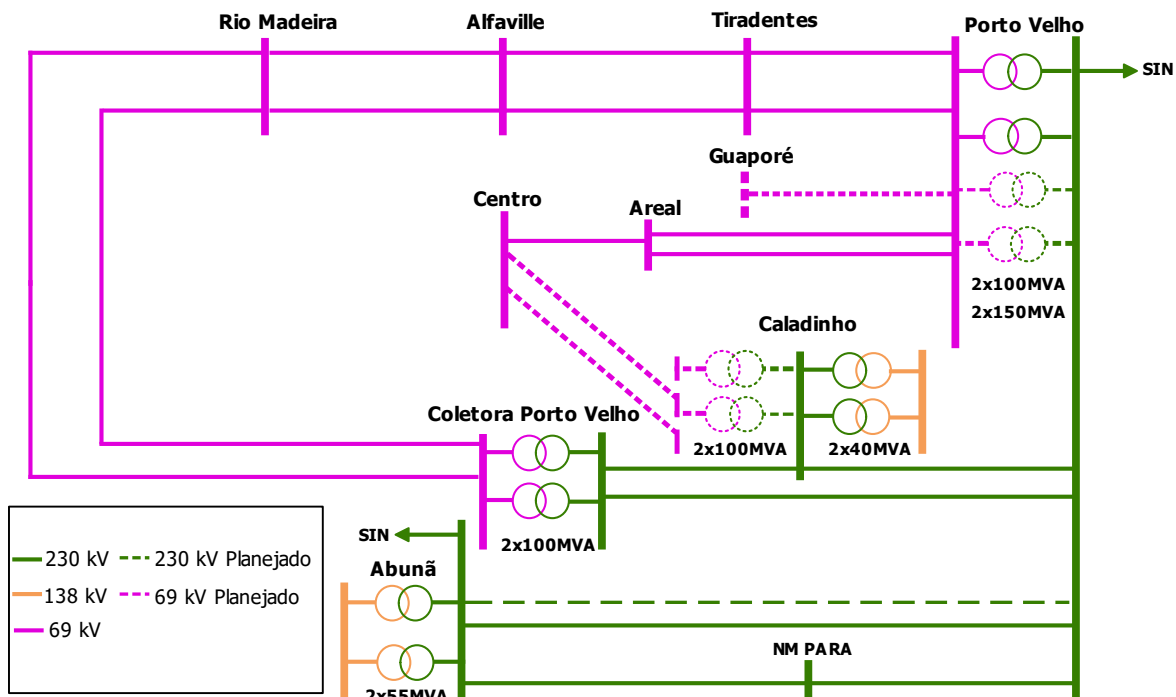 Rio Madeira
Alfaville
Tiradentes
Porto Velho
SIN
Guaporé
Centro
Areal
2x100MVA
2x150MVA
Caladinho
Coletora Porto Velho
2x100MVA
2x40MVA
2x100MVA
SIN
Abunã
230 kV
230 kV Planejado
138 kV
69 kV Planejado
69 kV
NM PARA
2x55MVA